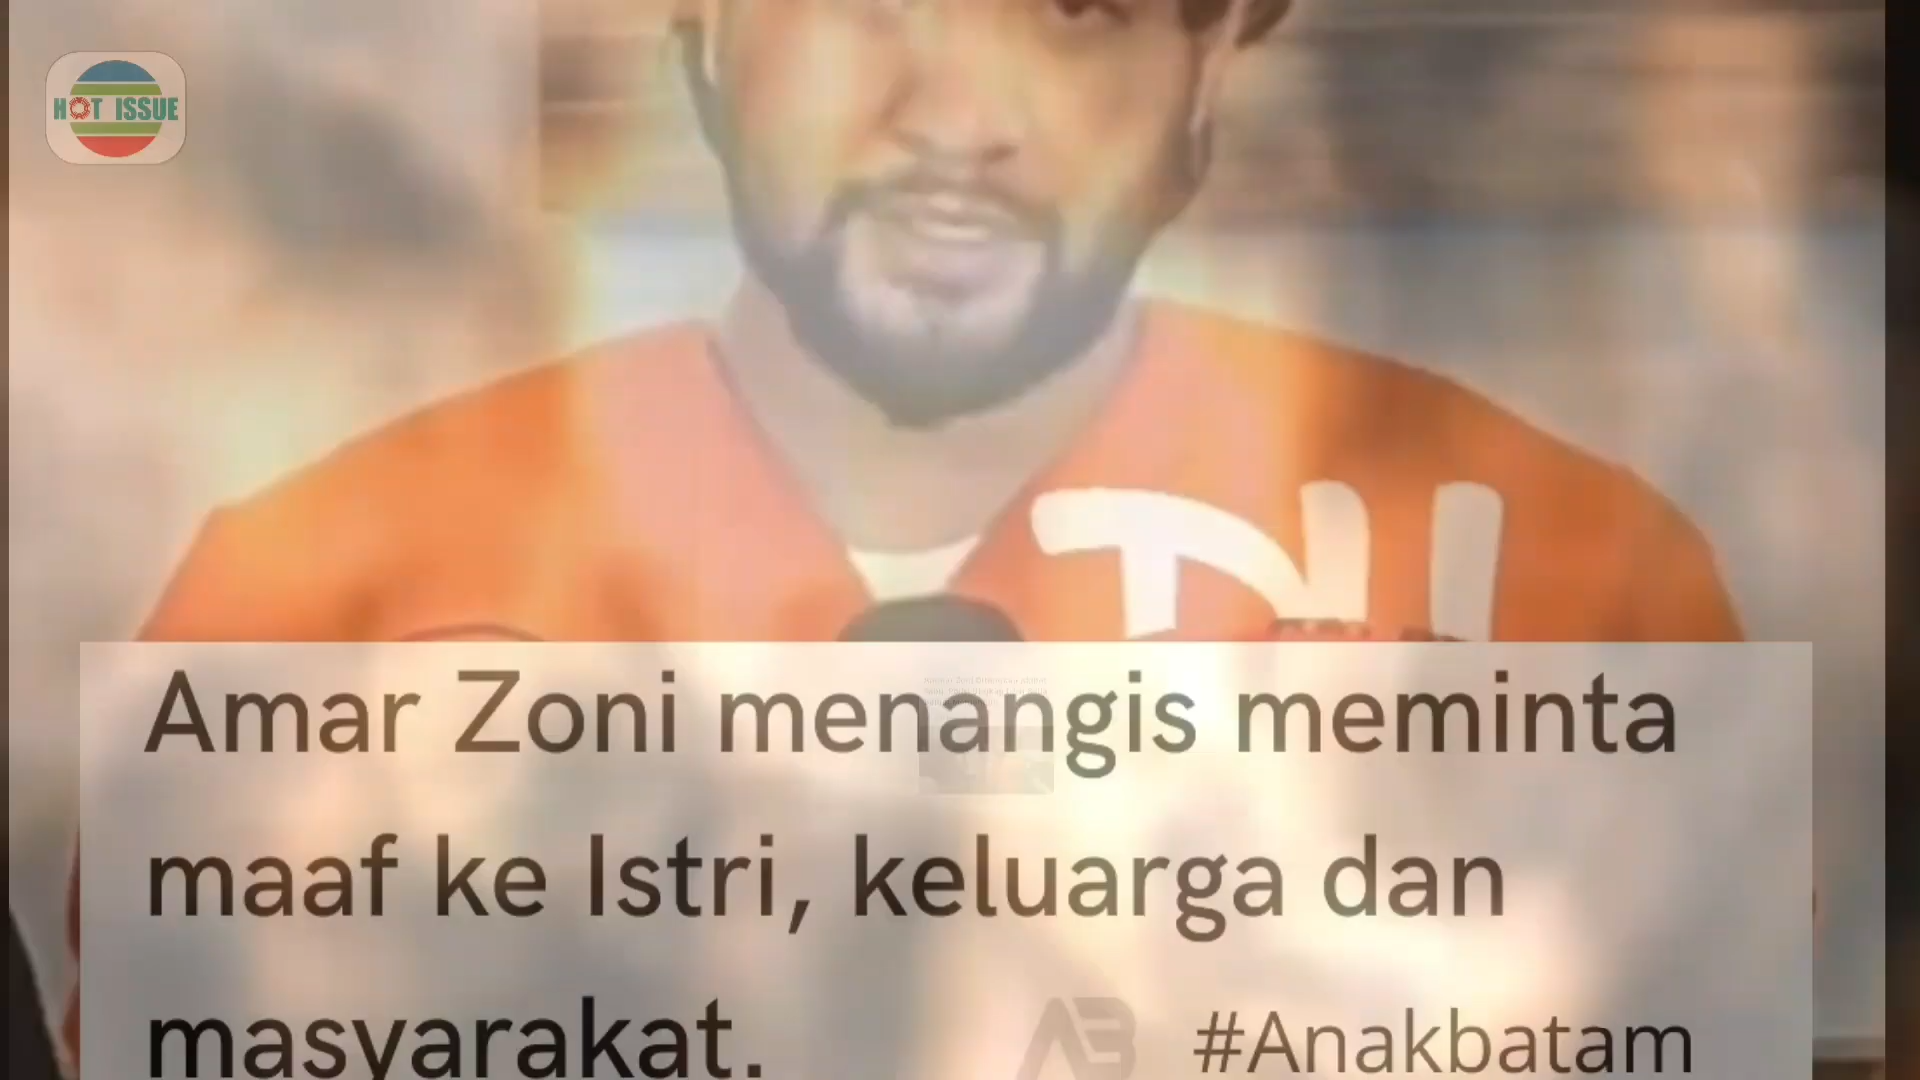 HOT ISSUE
Amar Zoni menangis meminta
maaf ke Istri, keluarga dan
masyarakat.
#Anakbatam